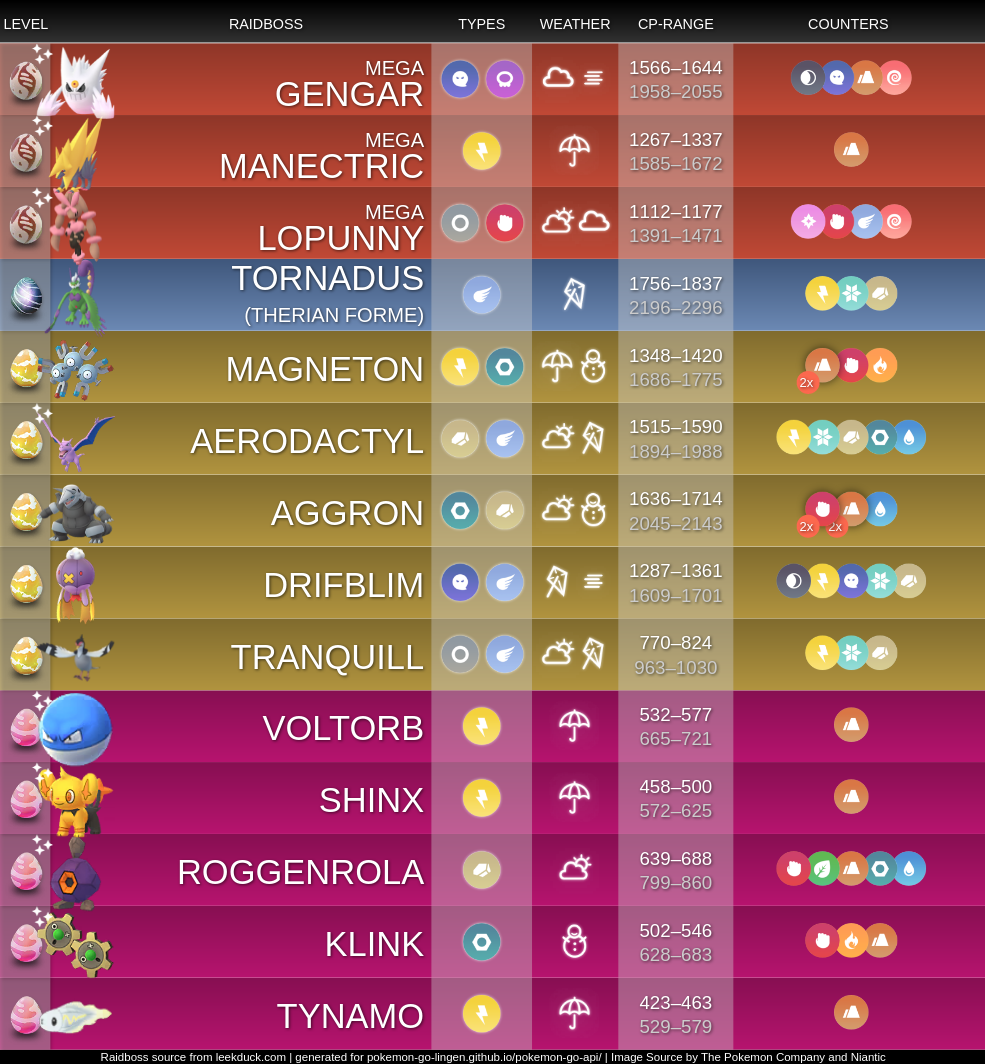 LEVEL RAIDBOSS TYPES WEATHER CP-RANGE COUNTERS
MEGA
GENGAR
1566–1644
1958–2055
MEGA
MANECTRIC
1267–1337
1585–1672
MEGA
LOPUNNY
1112–1177
1391–1471
TORNADUS
(THERIAN FORME)
1756–1837
2196–2296
MAGNETON
1348–1420
1686–1775
2x
AERODACTYL
1515–1590
1894–1988
AGGRON
1636–1714
2045–2143
2x 2x
DRIFBLIM
1287–1361
1609–1701
TRANQUILL
770–824
963–1030
VOLTORB
532–577
665–721
SHINX
458–500
572–625
ROGGENROLA
639–688
799–860
KLINK
502–546
628–683
TYNAMO
423–463
529–579
Raidboss source from leekduck.com | generated for pokemon-go-lingen.github.io/pokemon-go-api/ | Image Source by The Pokemon Company and Niantic